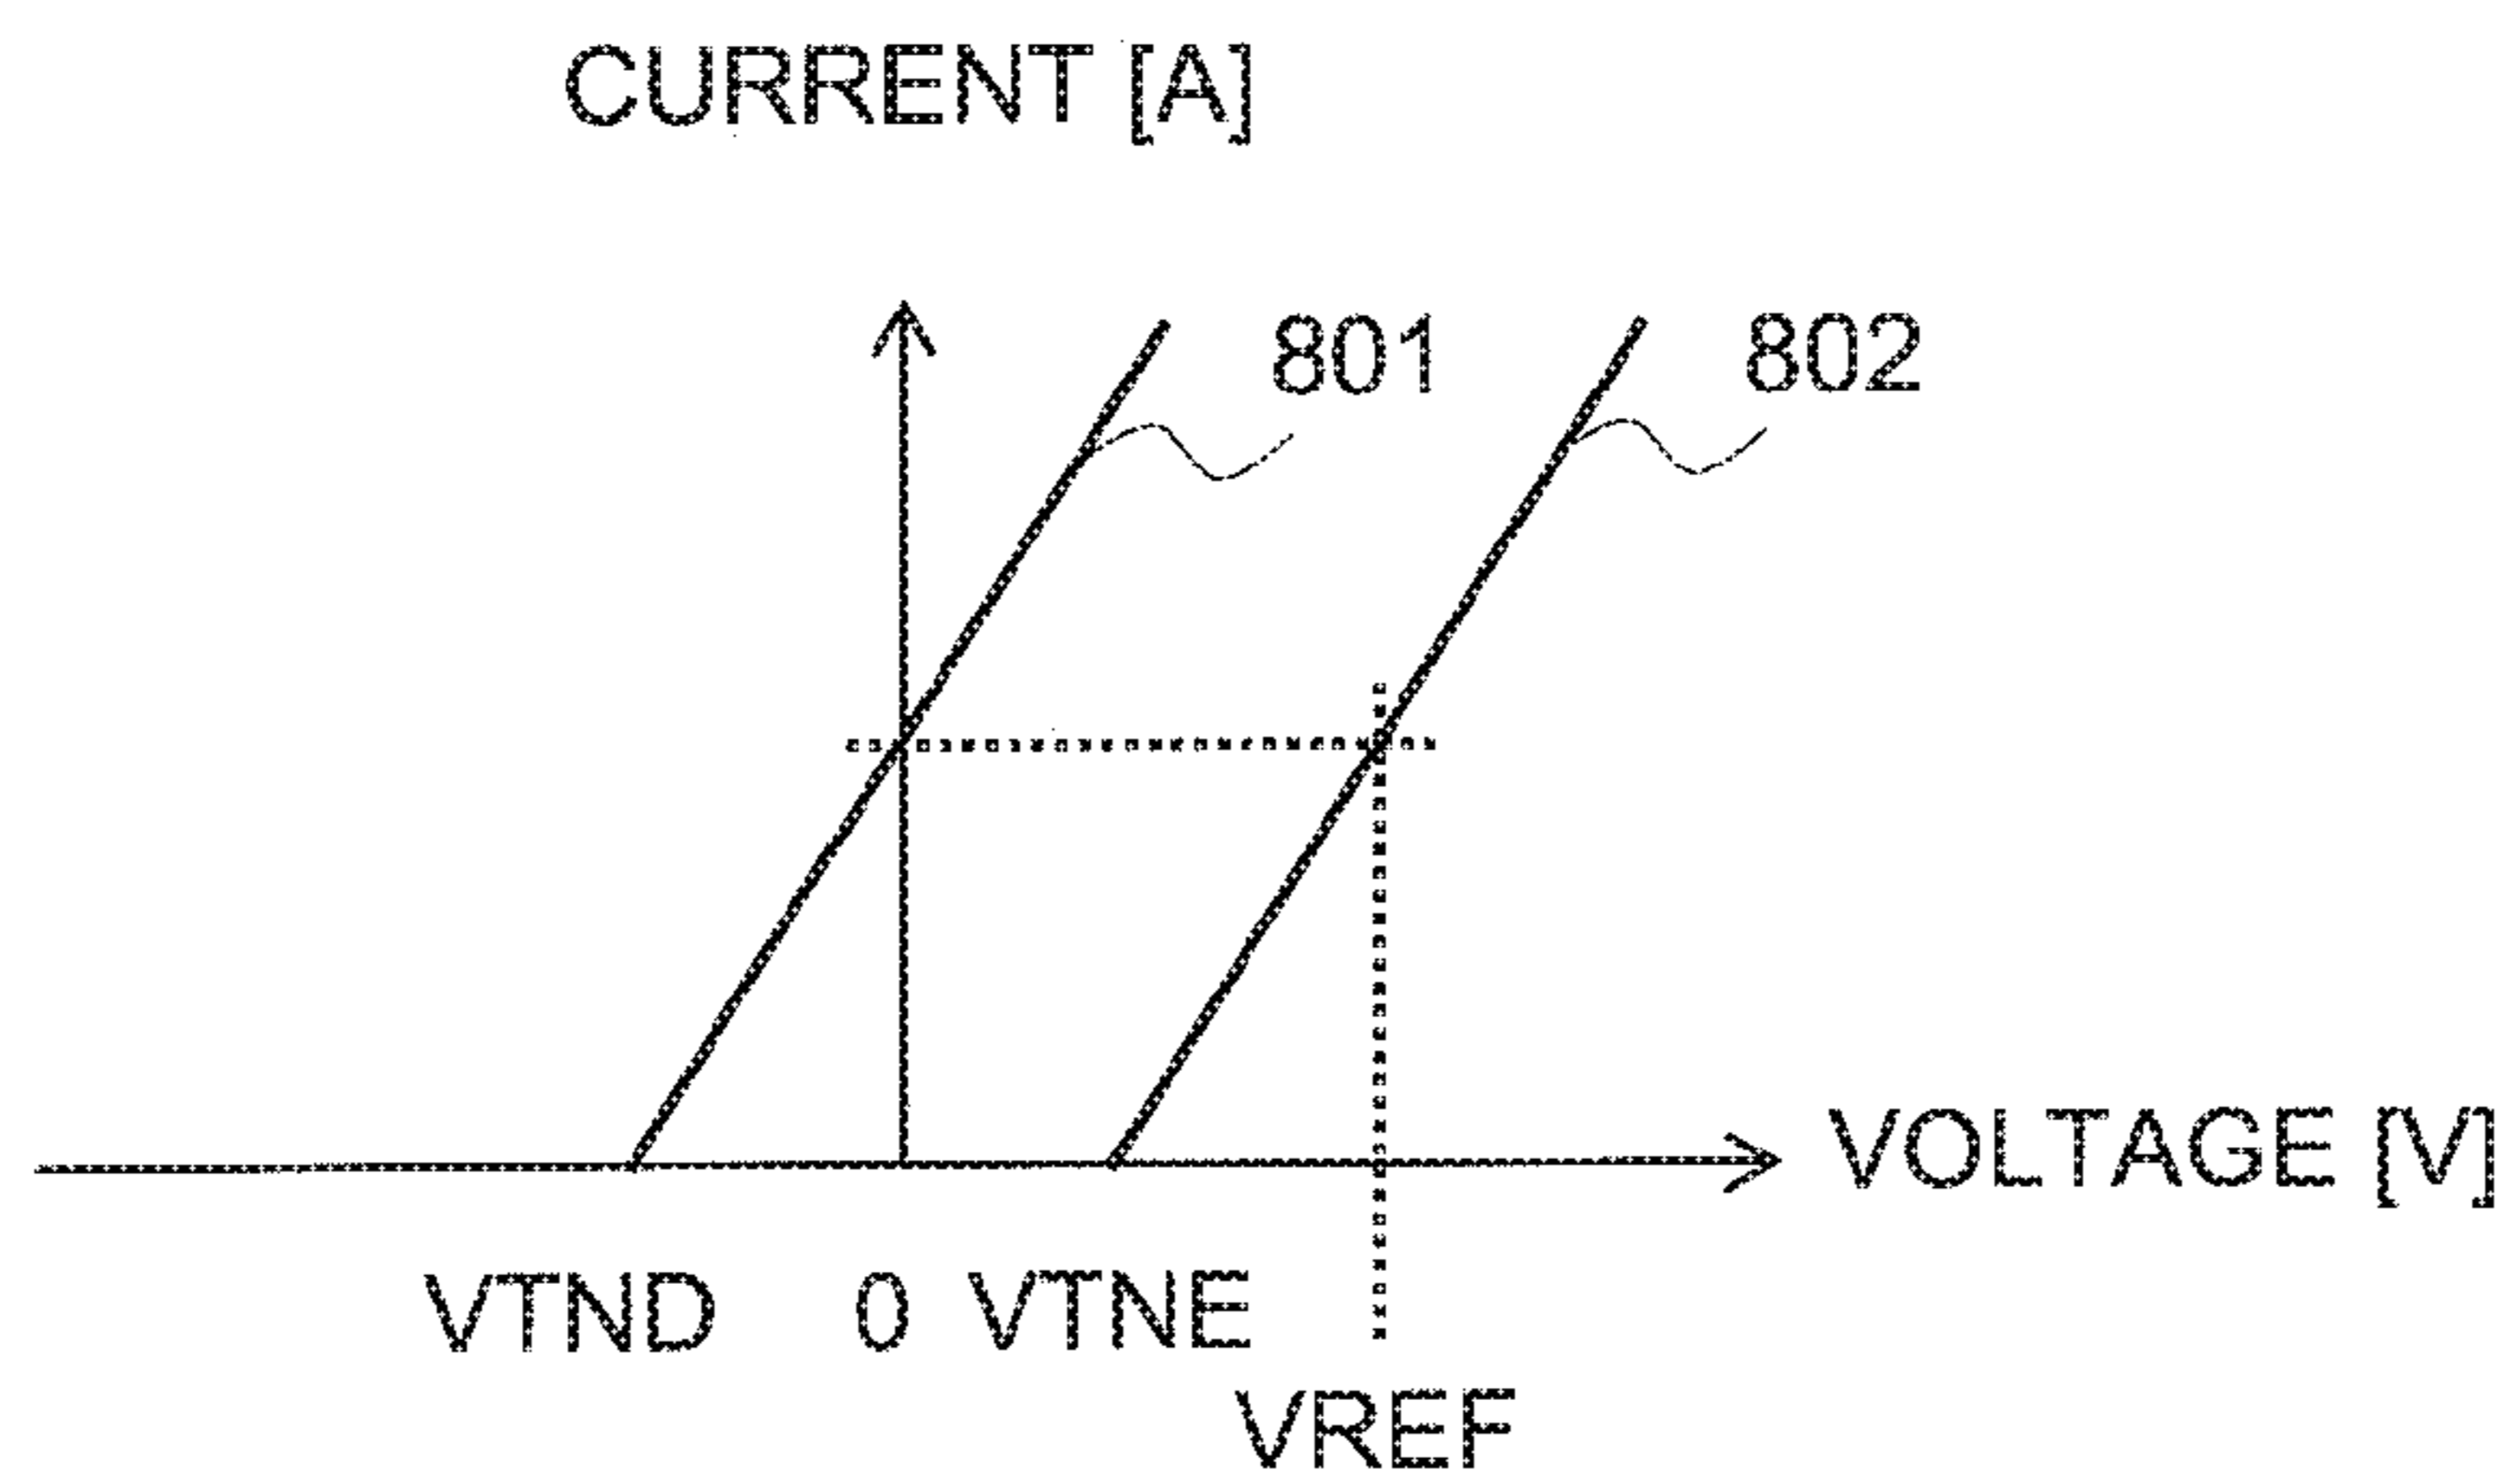 CURRENT [A]
801
802
VOLTAGE [V]
VTND 0 VTNE
VREF